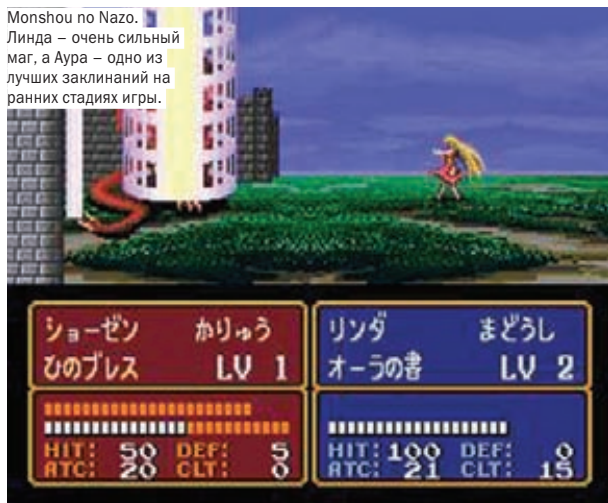 Monshou no Nazo.
Линда – очень сильный
маг, а Аура – одно из
лучших заклинаний на
ранних стадиях игры.
ショーゼン かりゅう
ひのブレス LV 1
HIT: 50 DEF: 5
ATC: 20 CLT: 0
リンダ まどうし
オーラの書 LV 2
HIT: 100 DEF: 0
ATC: 21 CLT: 15